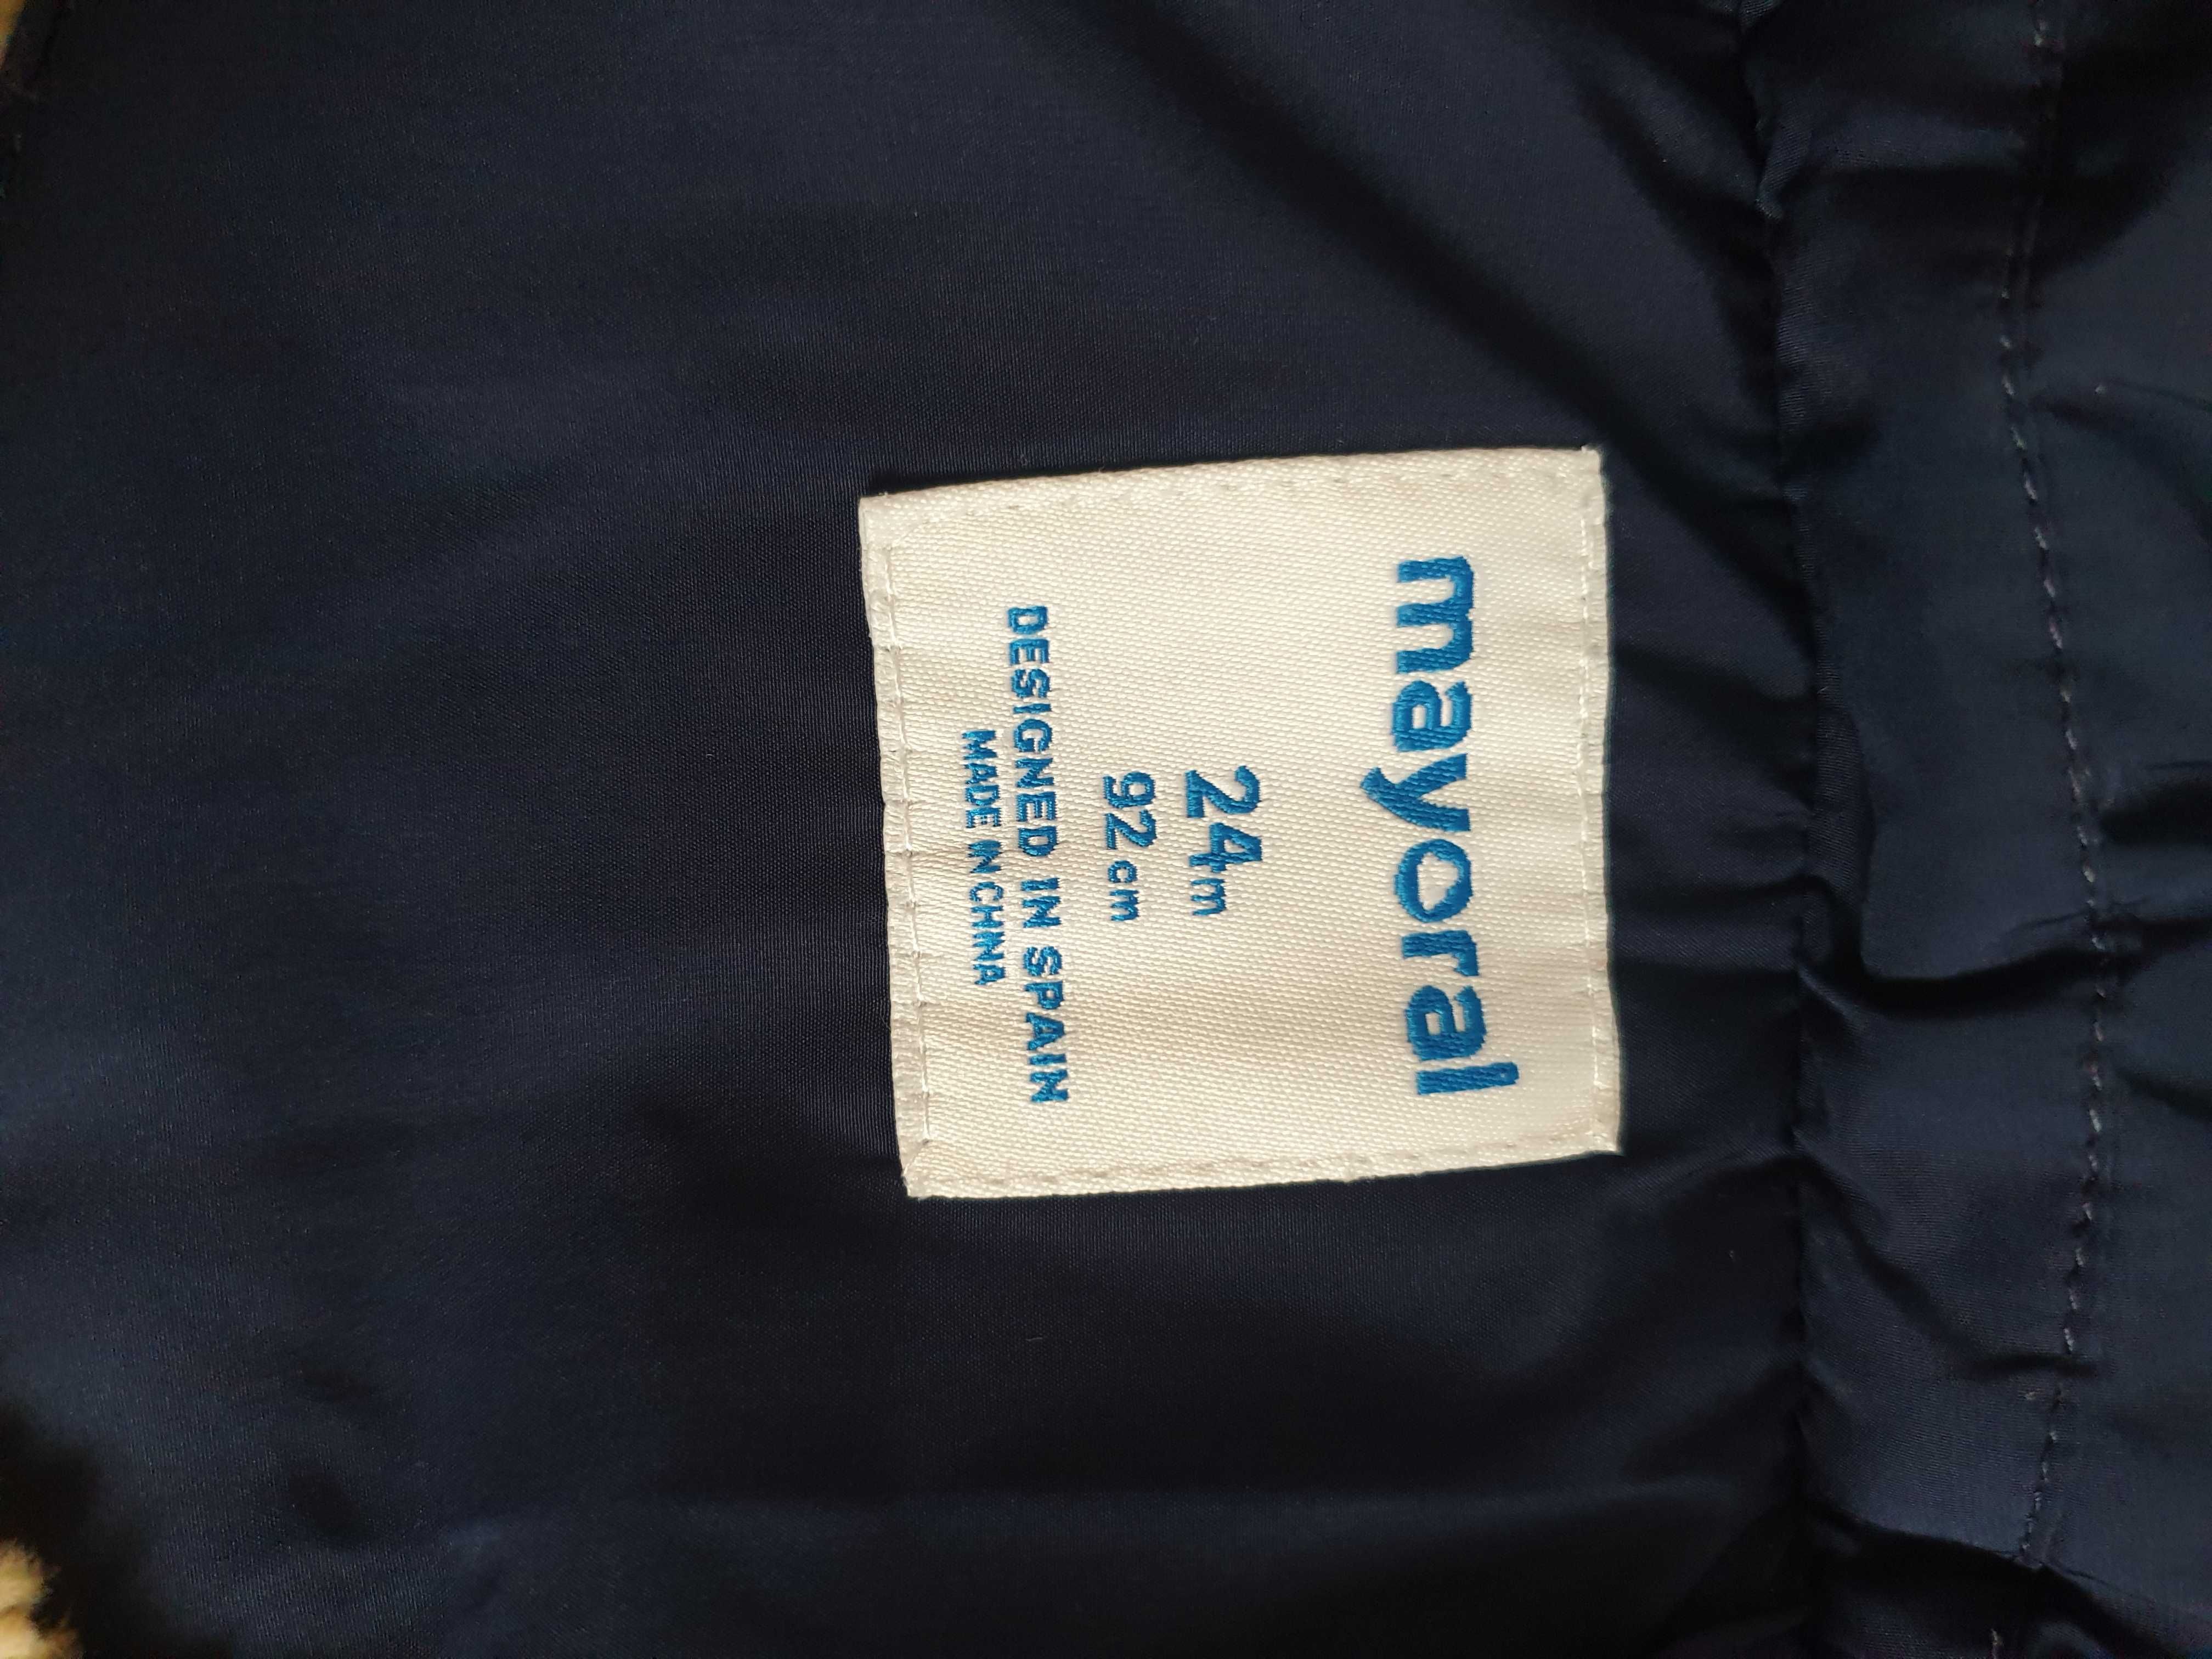 mayoral
24m
92cm
DESIGNED IN SPAIN
MADE IN CHINA